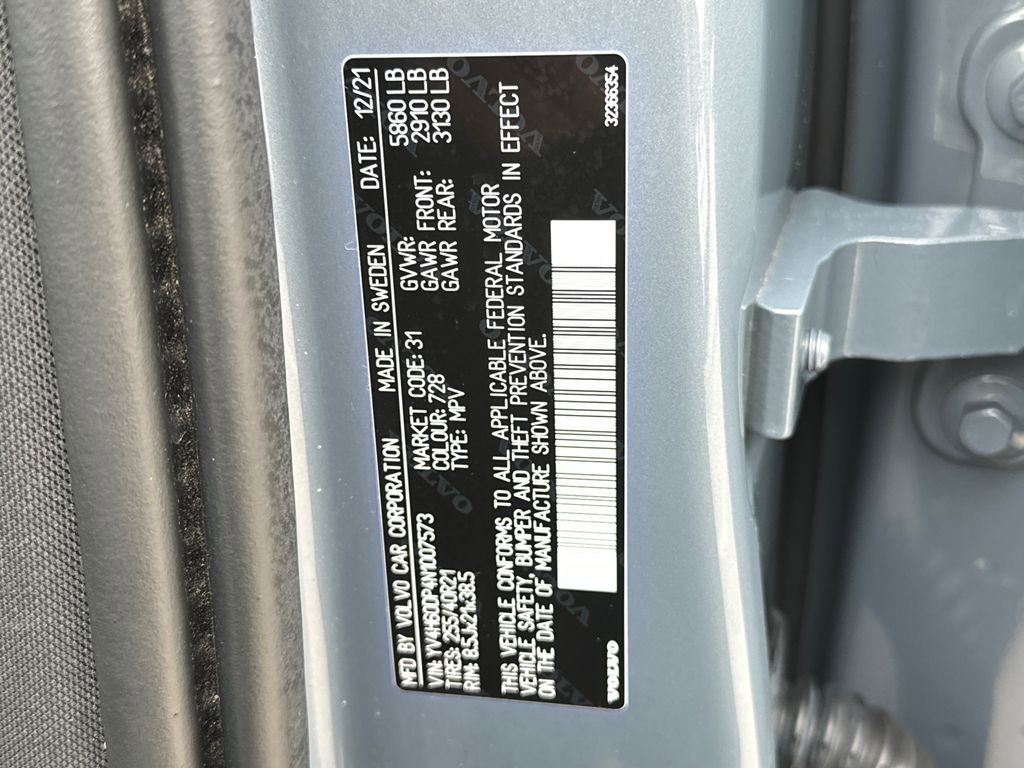 MFD BY VOLVO CAR CORPORATION MADE IN SWEDEN DATE: 12/21
VIN: YV4H600P4N1007573 MARKET CODE: 31 GVWR: 5860 LB
TIRES: 255/40R21 COLOUR: 728 GAWR FRONT: 2910 LB
RIM: 8.5Jx21x38.5 TYPE: MPV GAWR REAR: 3130 LB
THIS VEHICLE CONFORMS TO ALL APPLICABLE FEDERAL MOTOR
VEHICLE SAFETY, BUMPER AND THEFT PREVENTION STANDARDS IN EFFECT
ON THE DATE OF MANUFACTURE SHOWN ABOVE.
VOLVO 32366354